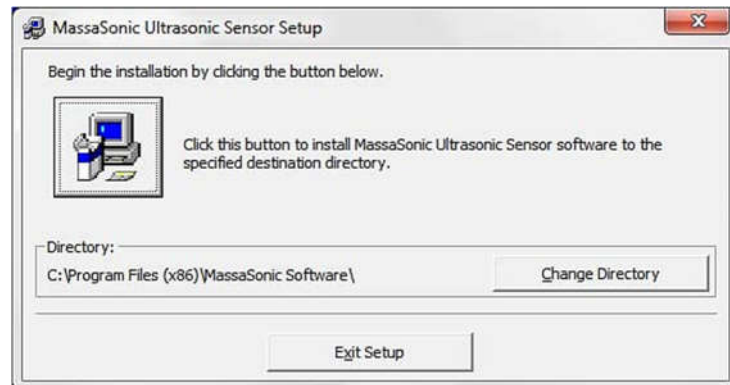 MassaSonic Ultrasonic Sensor Setup
Begin the installation by clicking the button below.
Click this button to install MassaSonic Ultrasonic Sensor software to the
specified destination directory.
Directory:
C:\Program Files (x86)\MassaSonic Software\
Change Directory
Exit Setup